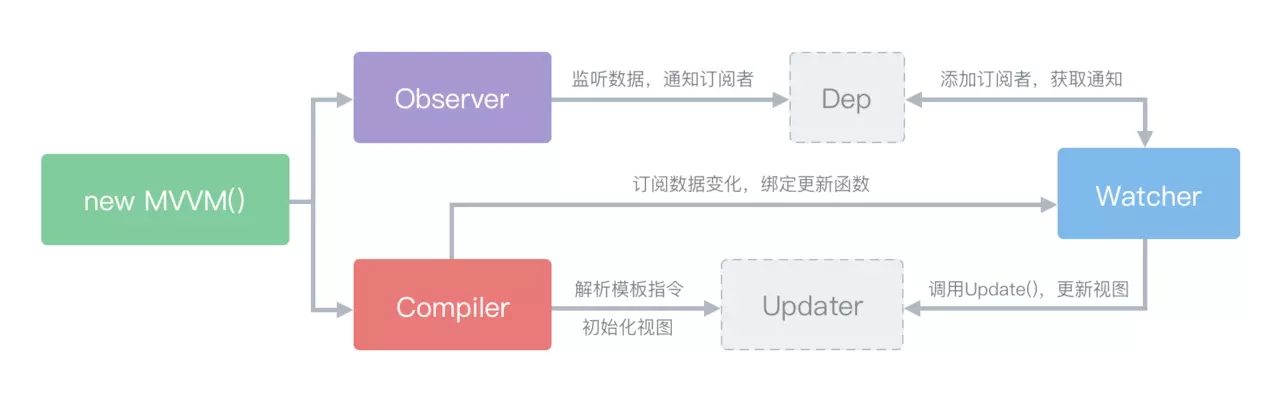 Observer
监听数据，通知订阅者
Dep
添加订阅者，获取通知
new MVVM()
订阅数据变化，绑定更新函数
Watcher
Compiler
解析模板指令
初始化视图
Updater
调用Update()，更新视图